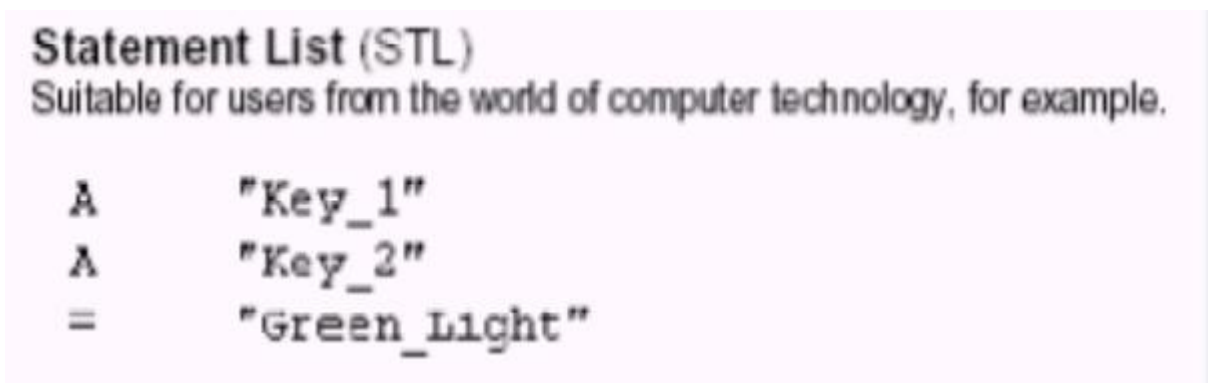 Statement List (STL)
Suitable for users from the world of computer technology, for example.
A "Key_1"
A "Key_2"
= "Green_Light"